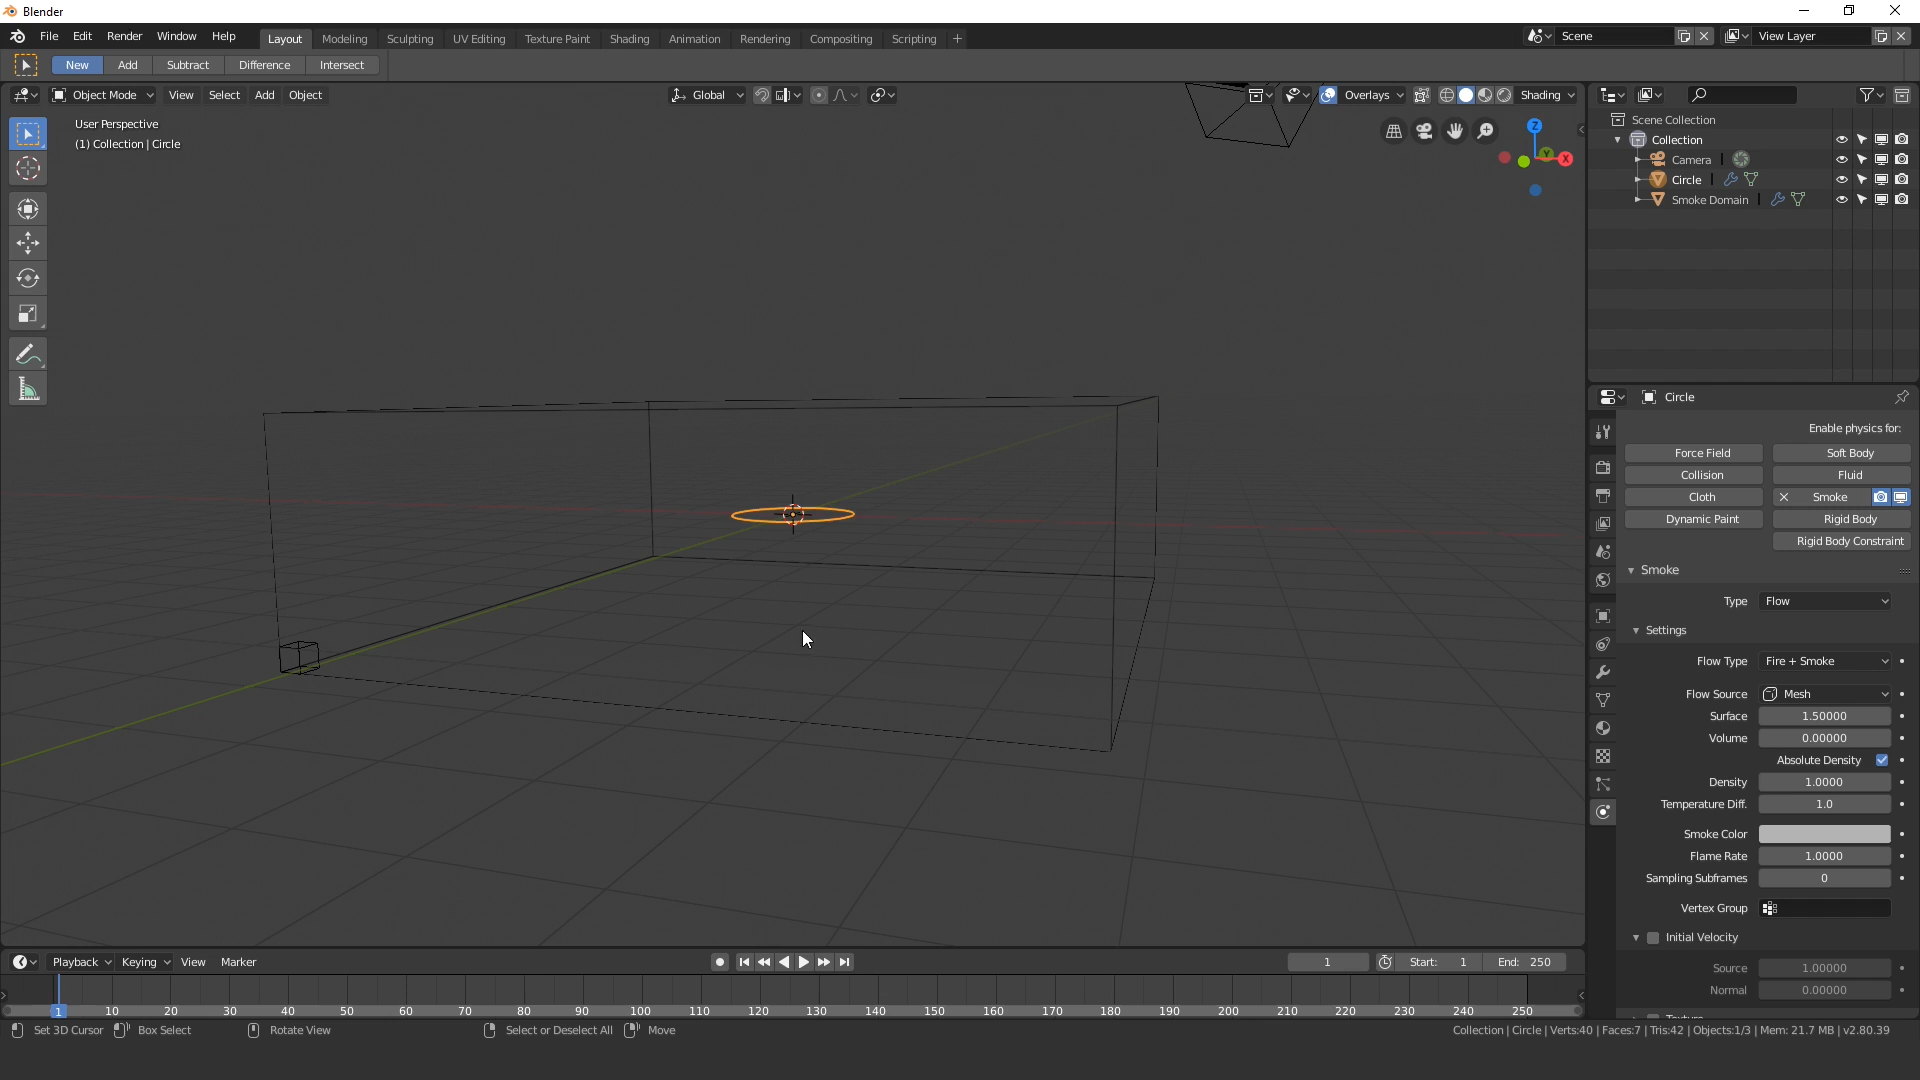 Blender
File Edit Render Window Help Layout Modeling Sculpting UV Editing Texture Paint Shading Animation Rendering Compositing Scripting + Scene View Layer
New Add Subtract Difference Intersect
Object Mode View Select Add Object Global Overlays Shading
User Perspective
(1) Collection | Circle
Z
Y
X
Scene Collection
Collection
Camera
Circle
Smoke Domain
Circle
Enable physics for:
Force Field Soft Body
Collision Fluid
Cloth Smoke
Dynamic Paint Rigid Body
Rigid Body Constraint
Smoke
Type Flow
Settings
Flow Type Fire + Smoke
Flow Source Mesh
Surface 1.50000
Volume 0.00000
Absolute Density
Density 1.0000
Temperature Diff. 1.0
Smoke Color
Flame Rate 1.0000
Sampling Subframes 0
Vertex Group
Initial Velocity
Source 1.00000
Normal 0.00000
Texture
Playback Keying View Marker 1 Start: 1 End: 250
1 10 20 30 40 50 60 70 80 90 100 110 120 130 140 150 160 170 180 190 200 210 220 230 240 250
Set 3D Cursor Box Select Rotate View Select or Deselect All Move Collection | Circle | Verts:40 | Faces:7 | Tris:42 | Objects:1/3 | Mem: 21.7 MB | v2.80.39